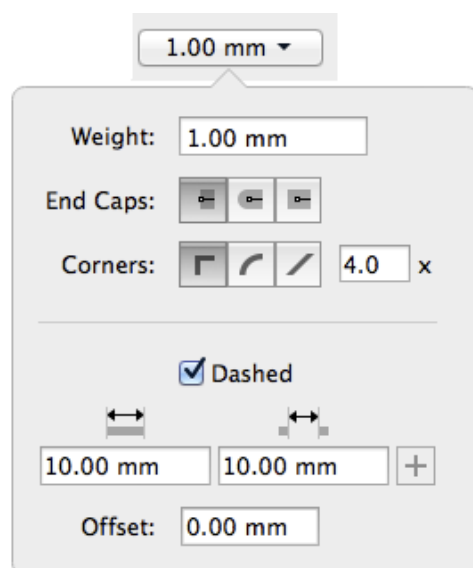 1.00 mm
Weight: 1.00 mm
End Caps:
Corners: 4.0 x
Dashed
10.00 mm 10.00 mm +
Offset: 0.00 mm